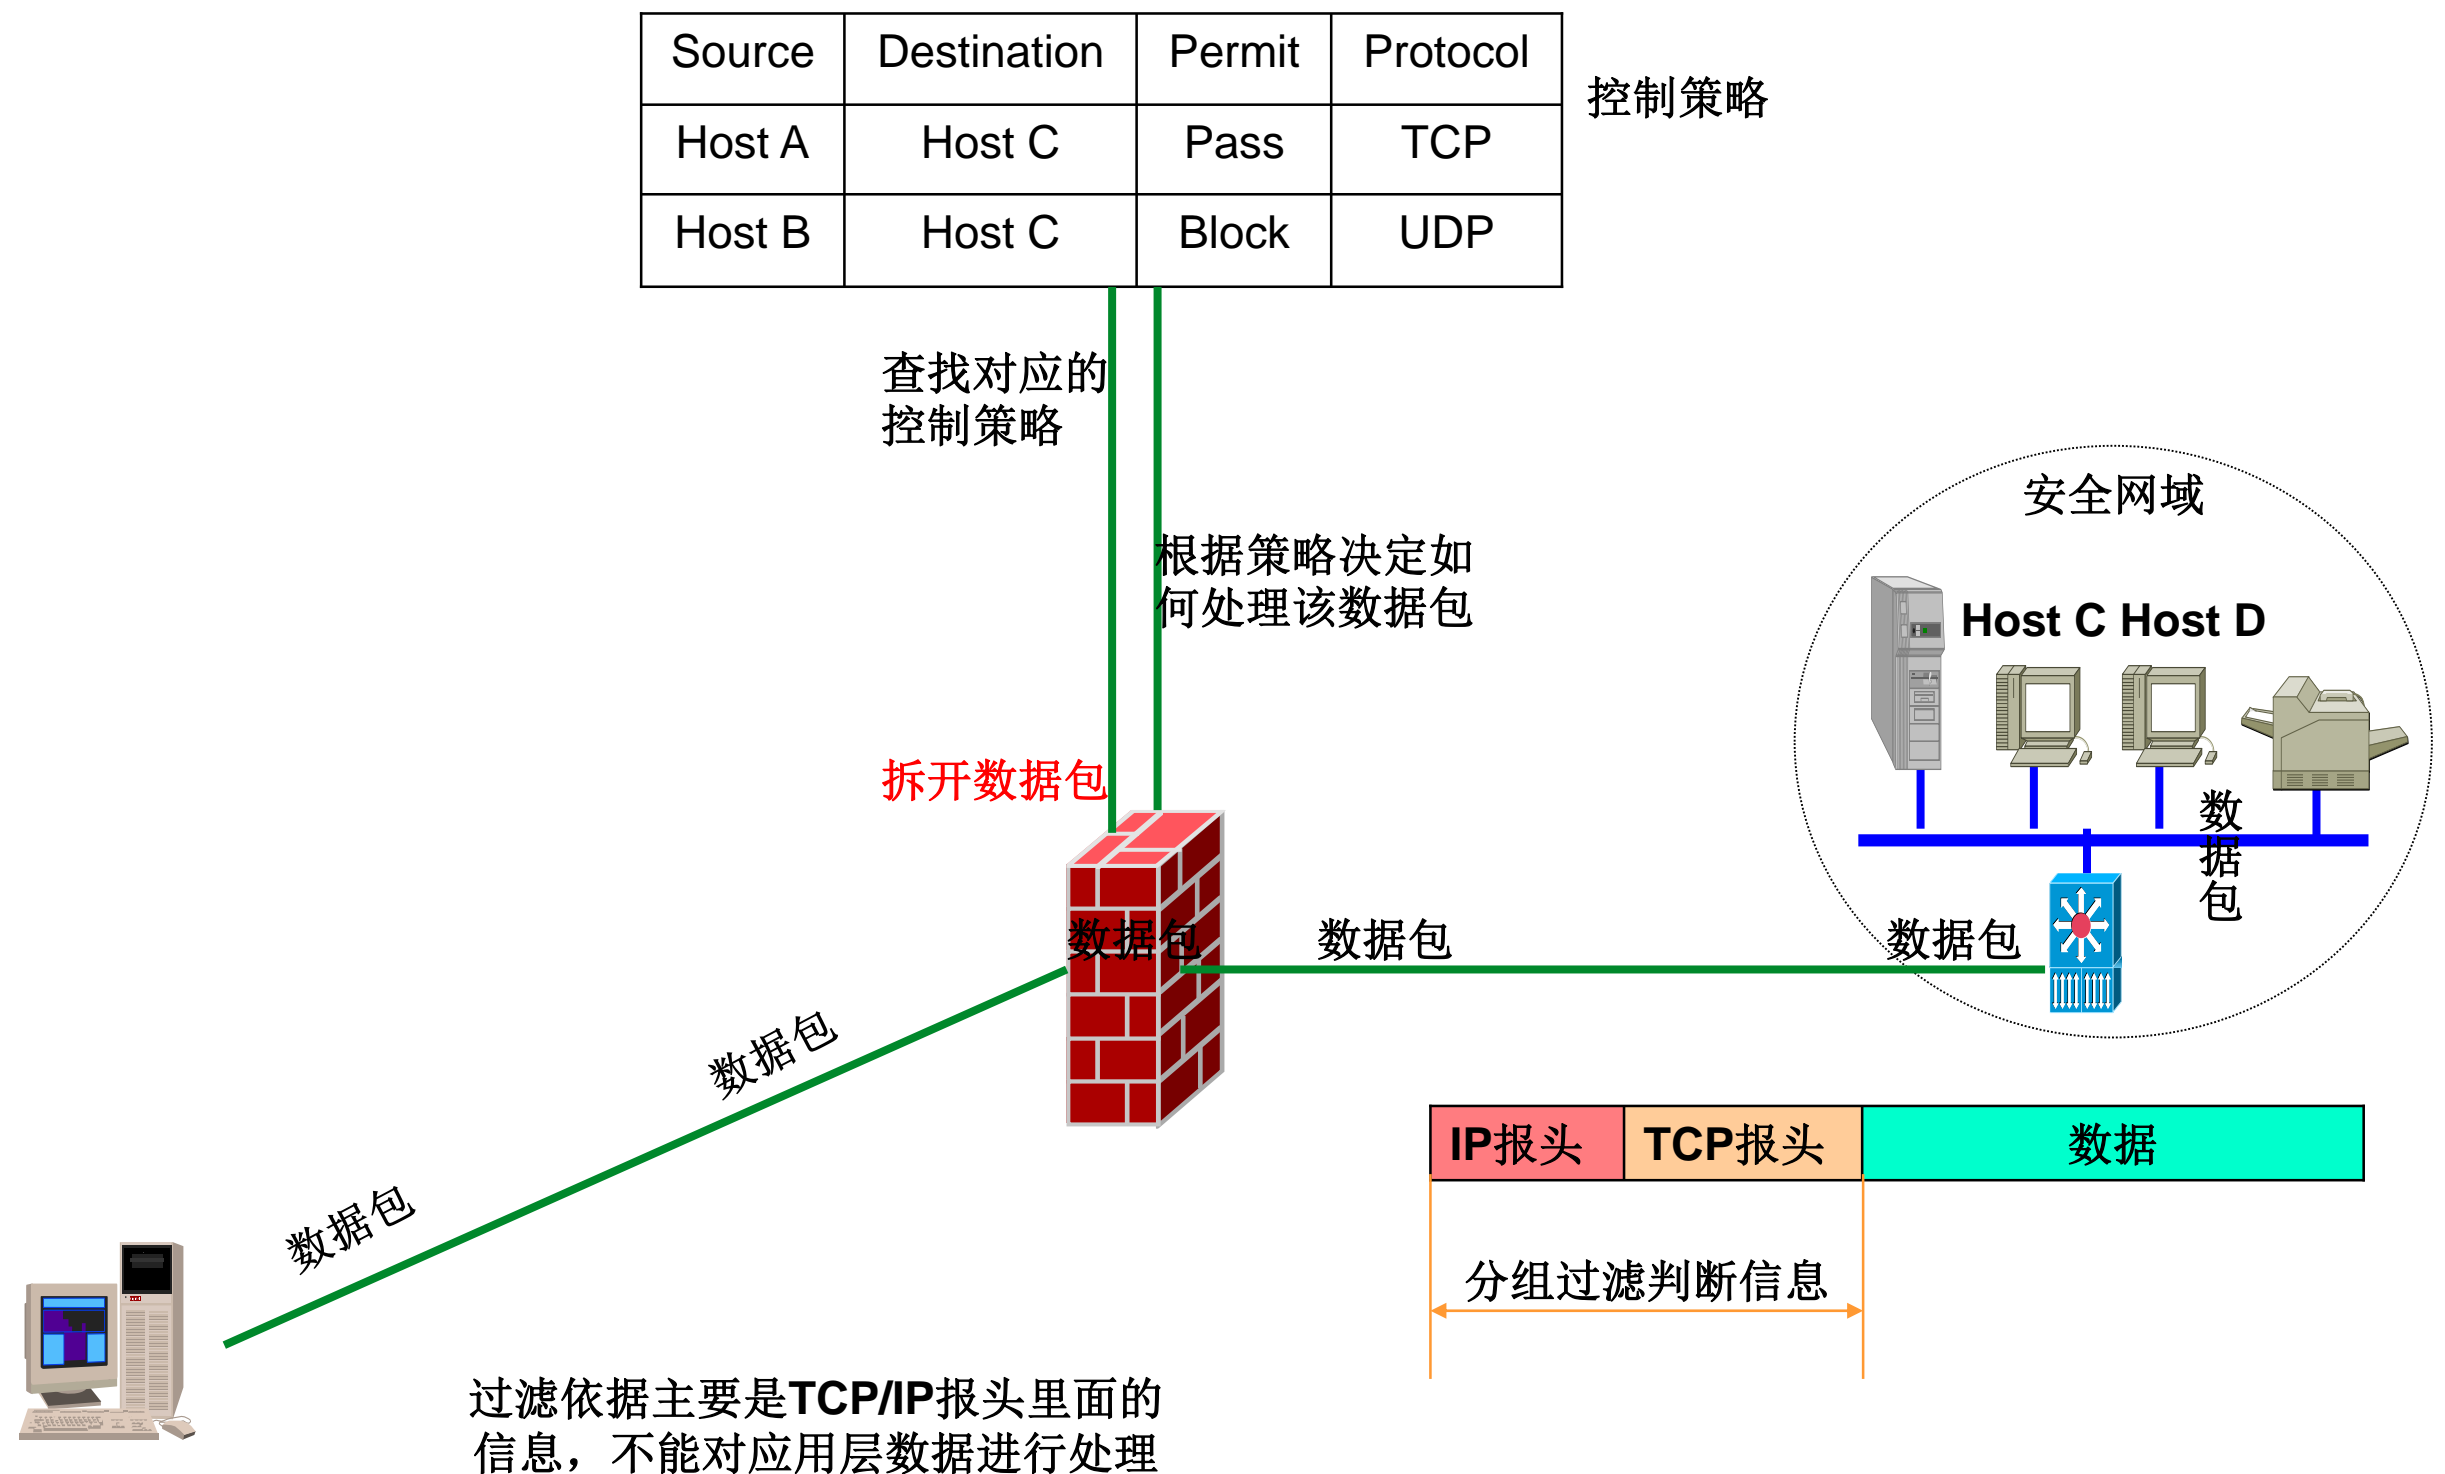 Source Destination Permit Protocol
Host A Host C Pass TCP
Host B Host C Block UDP
控制策略
查找对应的
控制策略
根据策略决定如
何处理该数据包
安全网域
Host C Host D
拆开数据包
数据包
数据包
数据包
数据包
数据包
数据包
IP报头 TCP报头 数据
分组过滤判断信息
过滤依据主要是TCP/IP报头里面的
信息，不能对应用层数据进行处理